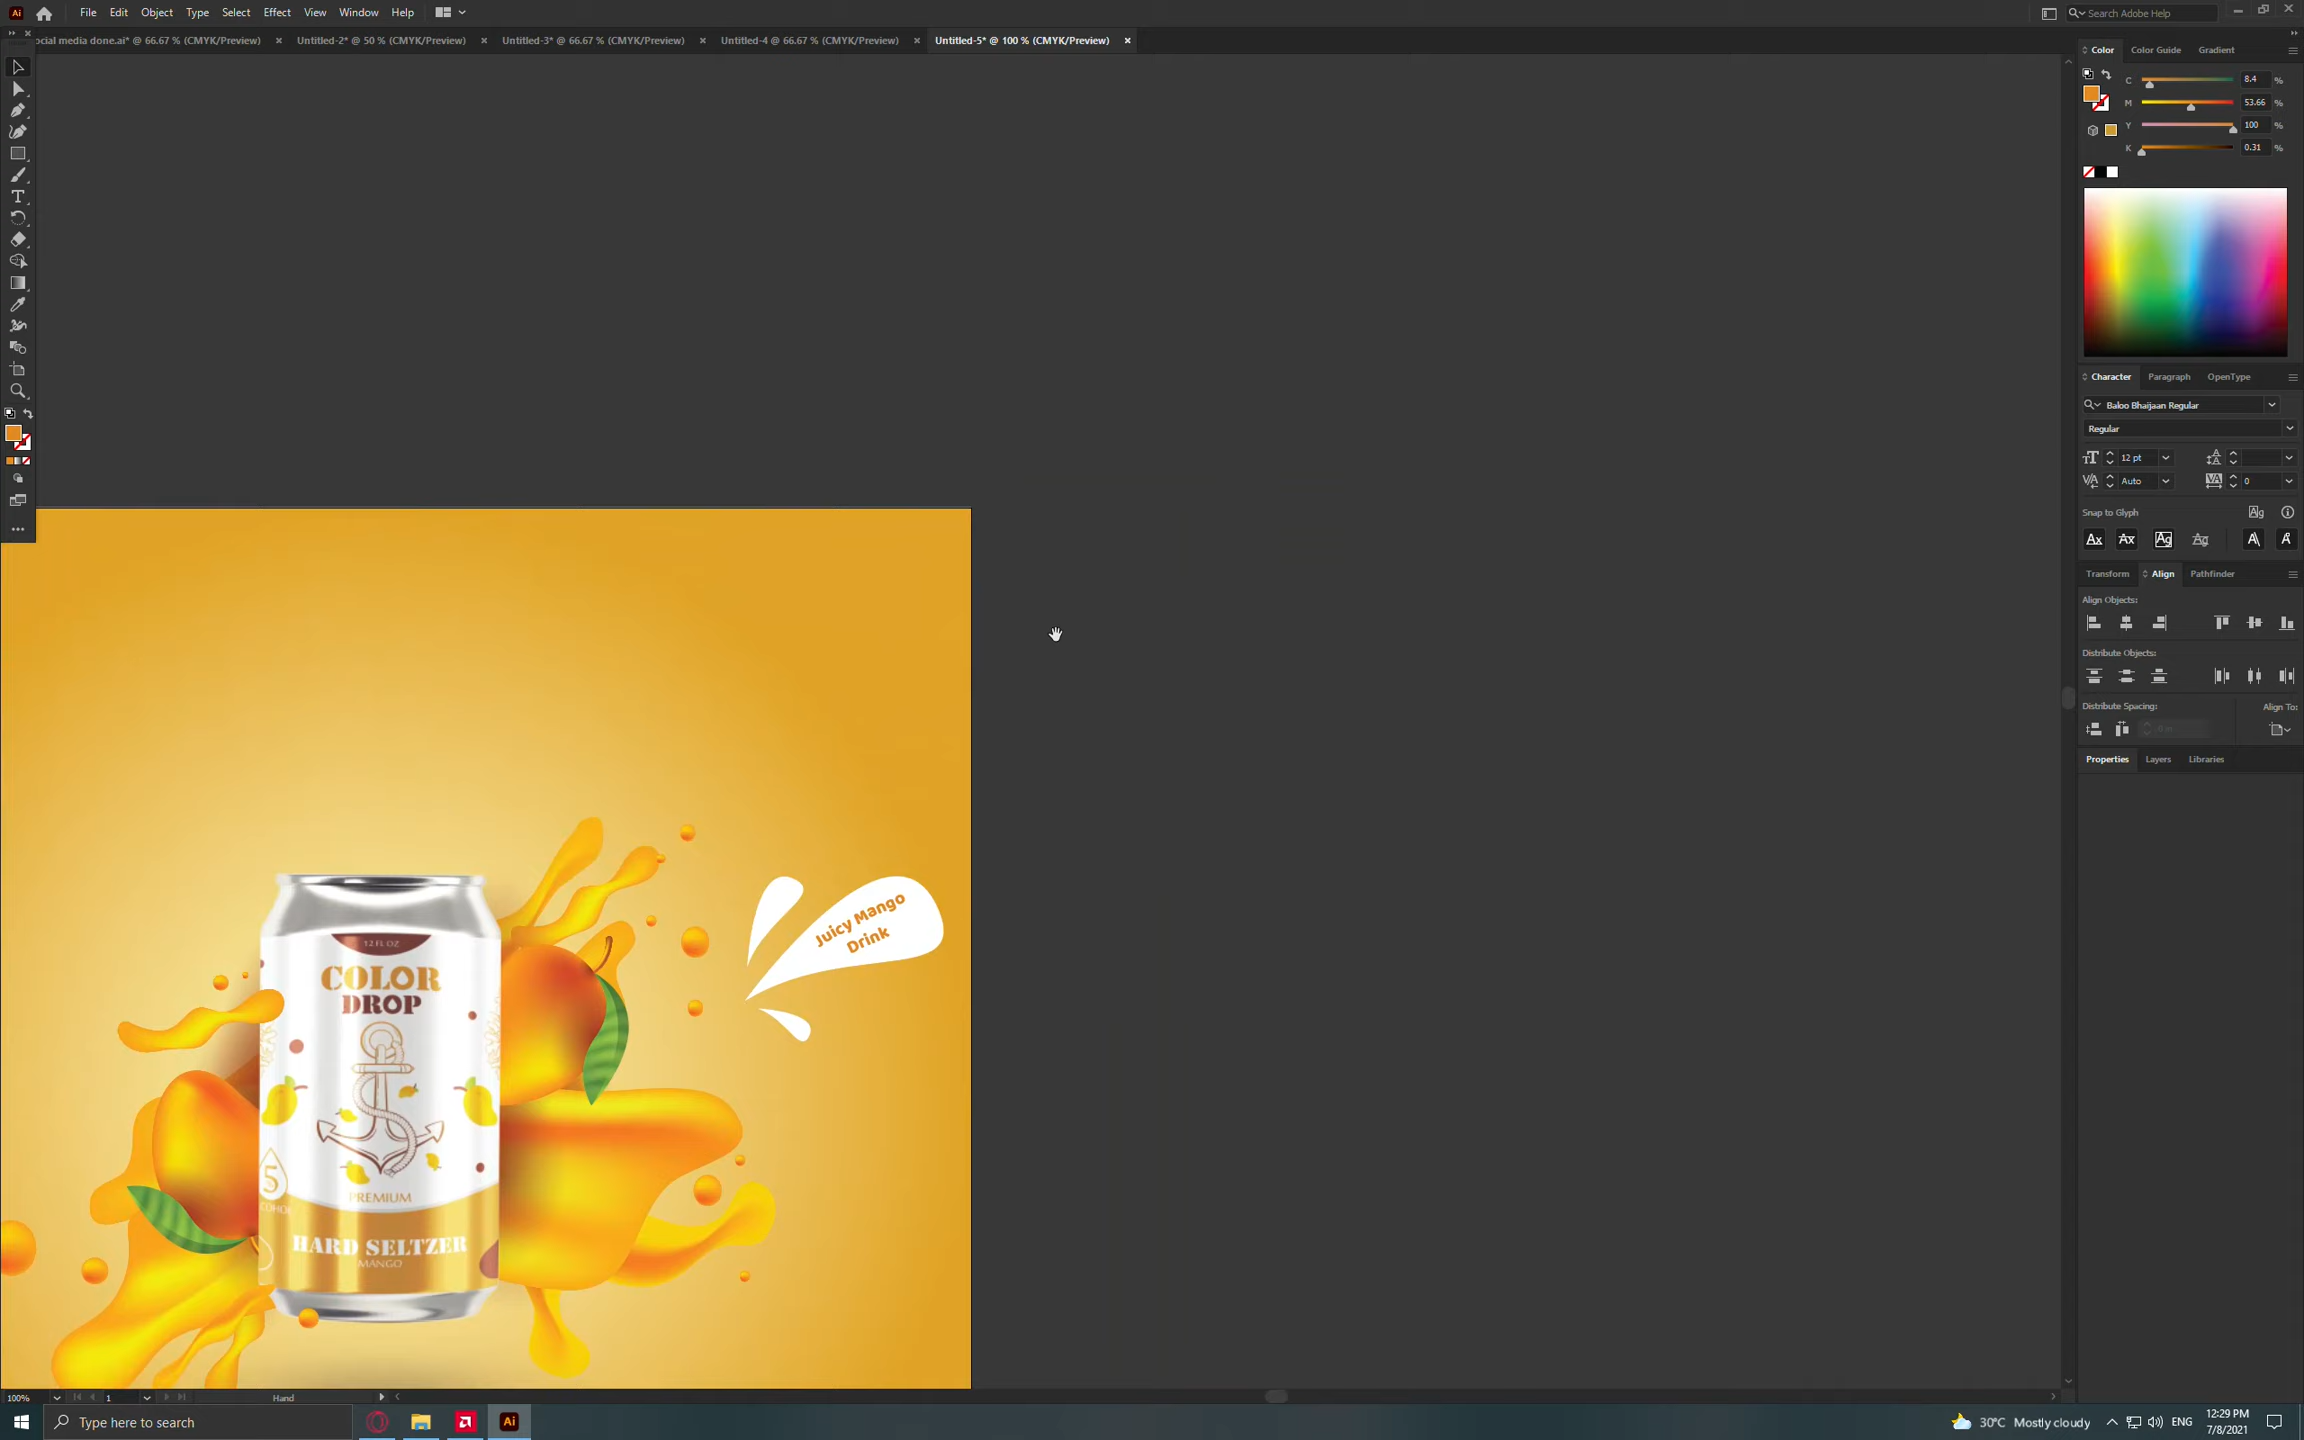 Ai File Edit Object Type Select Effect View Window Help Search Adobe Help
ocial media done.ai* @ 66.67 % (CMYK/Preview) × Untitled-2* @ 50 % (CMYK/Preview) × Untitled-3* @ 66.67 % (CMYK/Preview) × Untitled-4 @ 66.67 % (CMYK/Preview) × Untitled-5* @ 100 % (CMYK/Preview) ×
Color Color Guide Gradient
C 8.4 %
M 53.66 %
Y 100 %
K 0.31 %
Character Paragraph OpenType
Baloo Bhaijaan Regular
Regular
12 pt
Auto 0
Snap to Glyph
Transform Align Pathfinder
Align Objects:
Distribute Objects:
Distribute Spacing: Align To:
0 in
Properties Layers Libraries
Juicy Mango
Drink
12 FL OZ
COLOR
DROP
5
PREMIUM
HARD SELTZER
MANGO
100% 1 Hand
Type here to search
Ai
30°C Mostly cloudy ENG
12:29 PM
7/8/2021